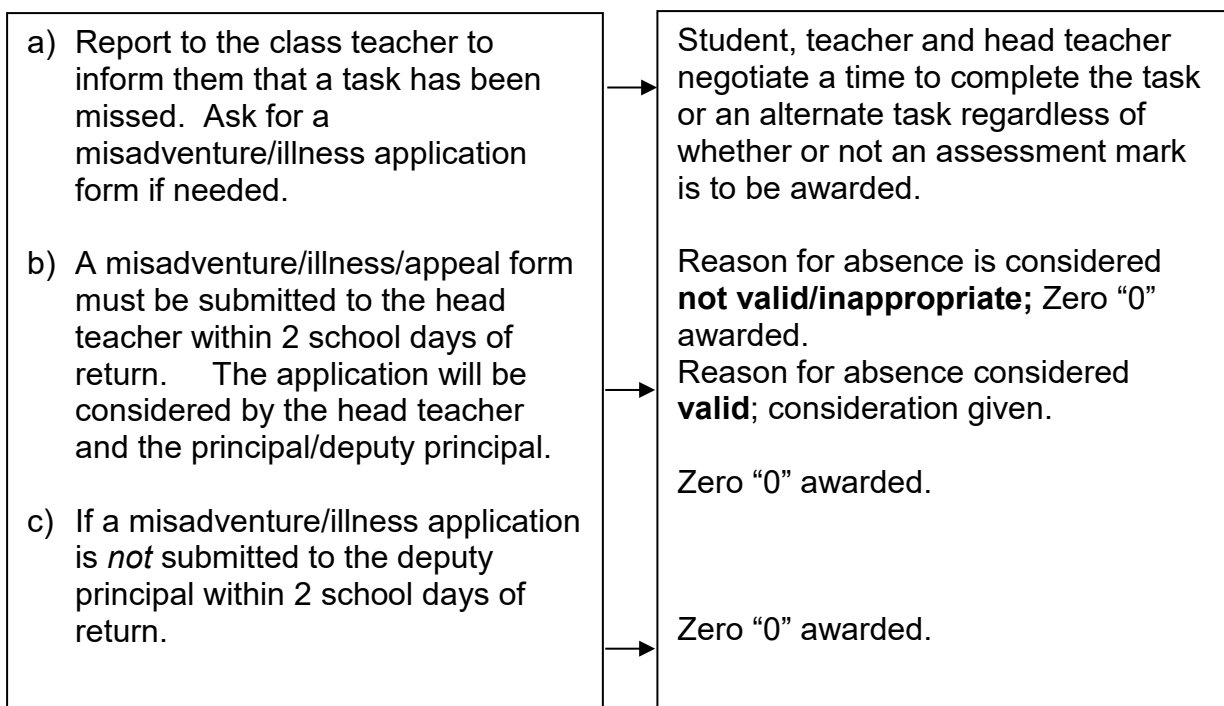 a) Report to the class teacher to
inform them that a task has been
missed. Ask for a
misadventure/illness application
form if needed.
b) A misadventure/illness/appeal form
must be submitted to the head
teacher within 2 school days of
return. The application will be
considered by the head teacher
and the principal/deputy principal.
c) If a misadventure/illness application
is not submitted to the deputy
principal within 2 school days of
return.
Student, teacher and head teacher
negotiate a time to complete the task
or an alternate task regardless of
whether or not an assessment mark
is to be awarded.
Reason for absence is considered
not valid/inappropriate; Zero “0”
awarded.
Reason for absence considered
valid; consideration given.
Zero “0” awarded.
Zero “0” awarded.